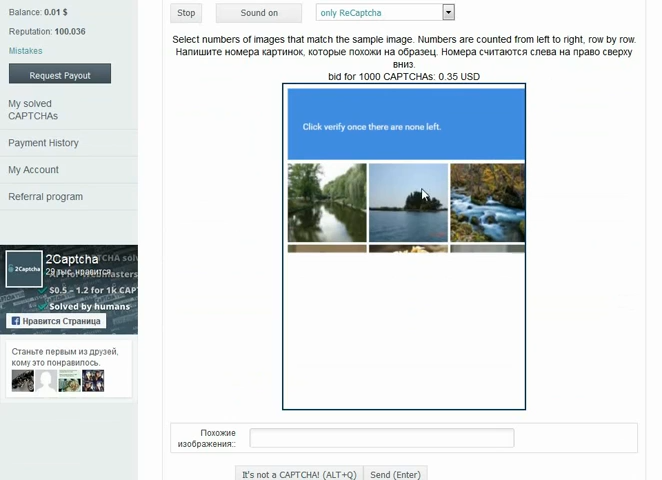 Balance: 0.01 $
Reputation: 100.036
Mistakes
Request Payout
My solved
CAPTCHAs
Payment History
My Account
Referral program
Stop
Sound on
only ReCaptcha
Select numbers of images that match the sample image. Numbers are counted from left to right, row by row.
Напишите номера картинок, которые похожи на образец. Номера считаются слева на право сверху
вниз.
bid for 1000 CAPTCHAs: 0.35 USD
Click verify once there are none left.
2Captcha
2Captcha
$0.5 – 1.2 for 1k CAP
Solved by humans
Нравится Страница
Станьте первым из друзей,
кому это понравилось.
Похожие
изображения::
It's not a CAPTCHA! (ALT+Q)
Send (Enter)